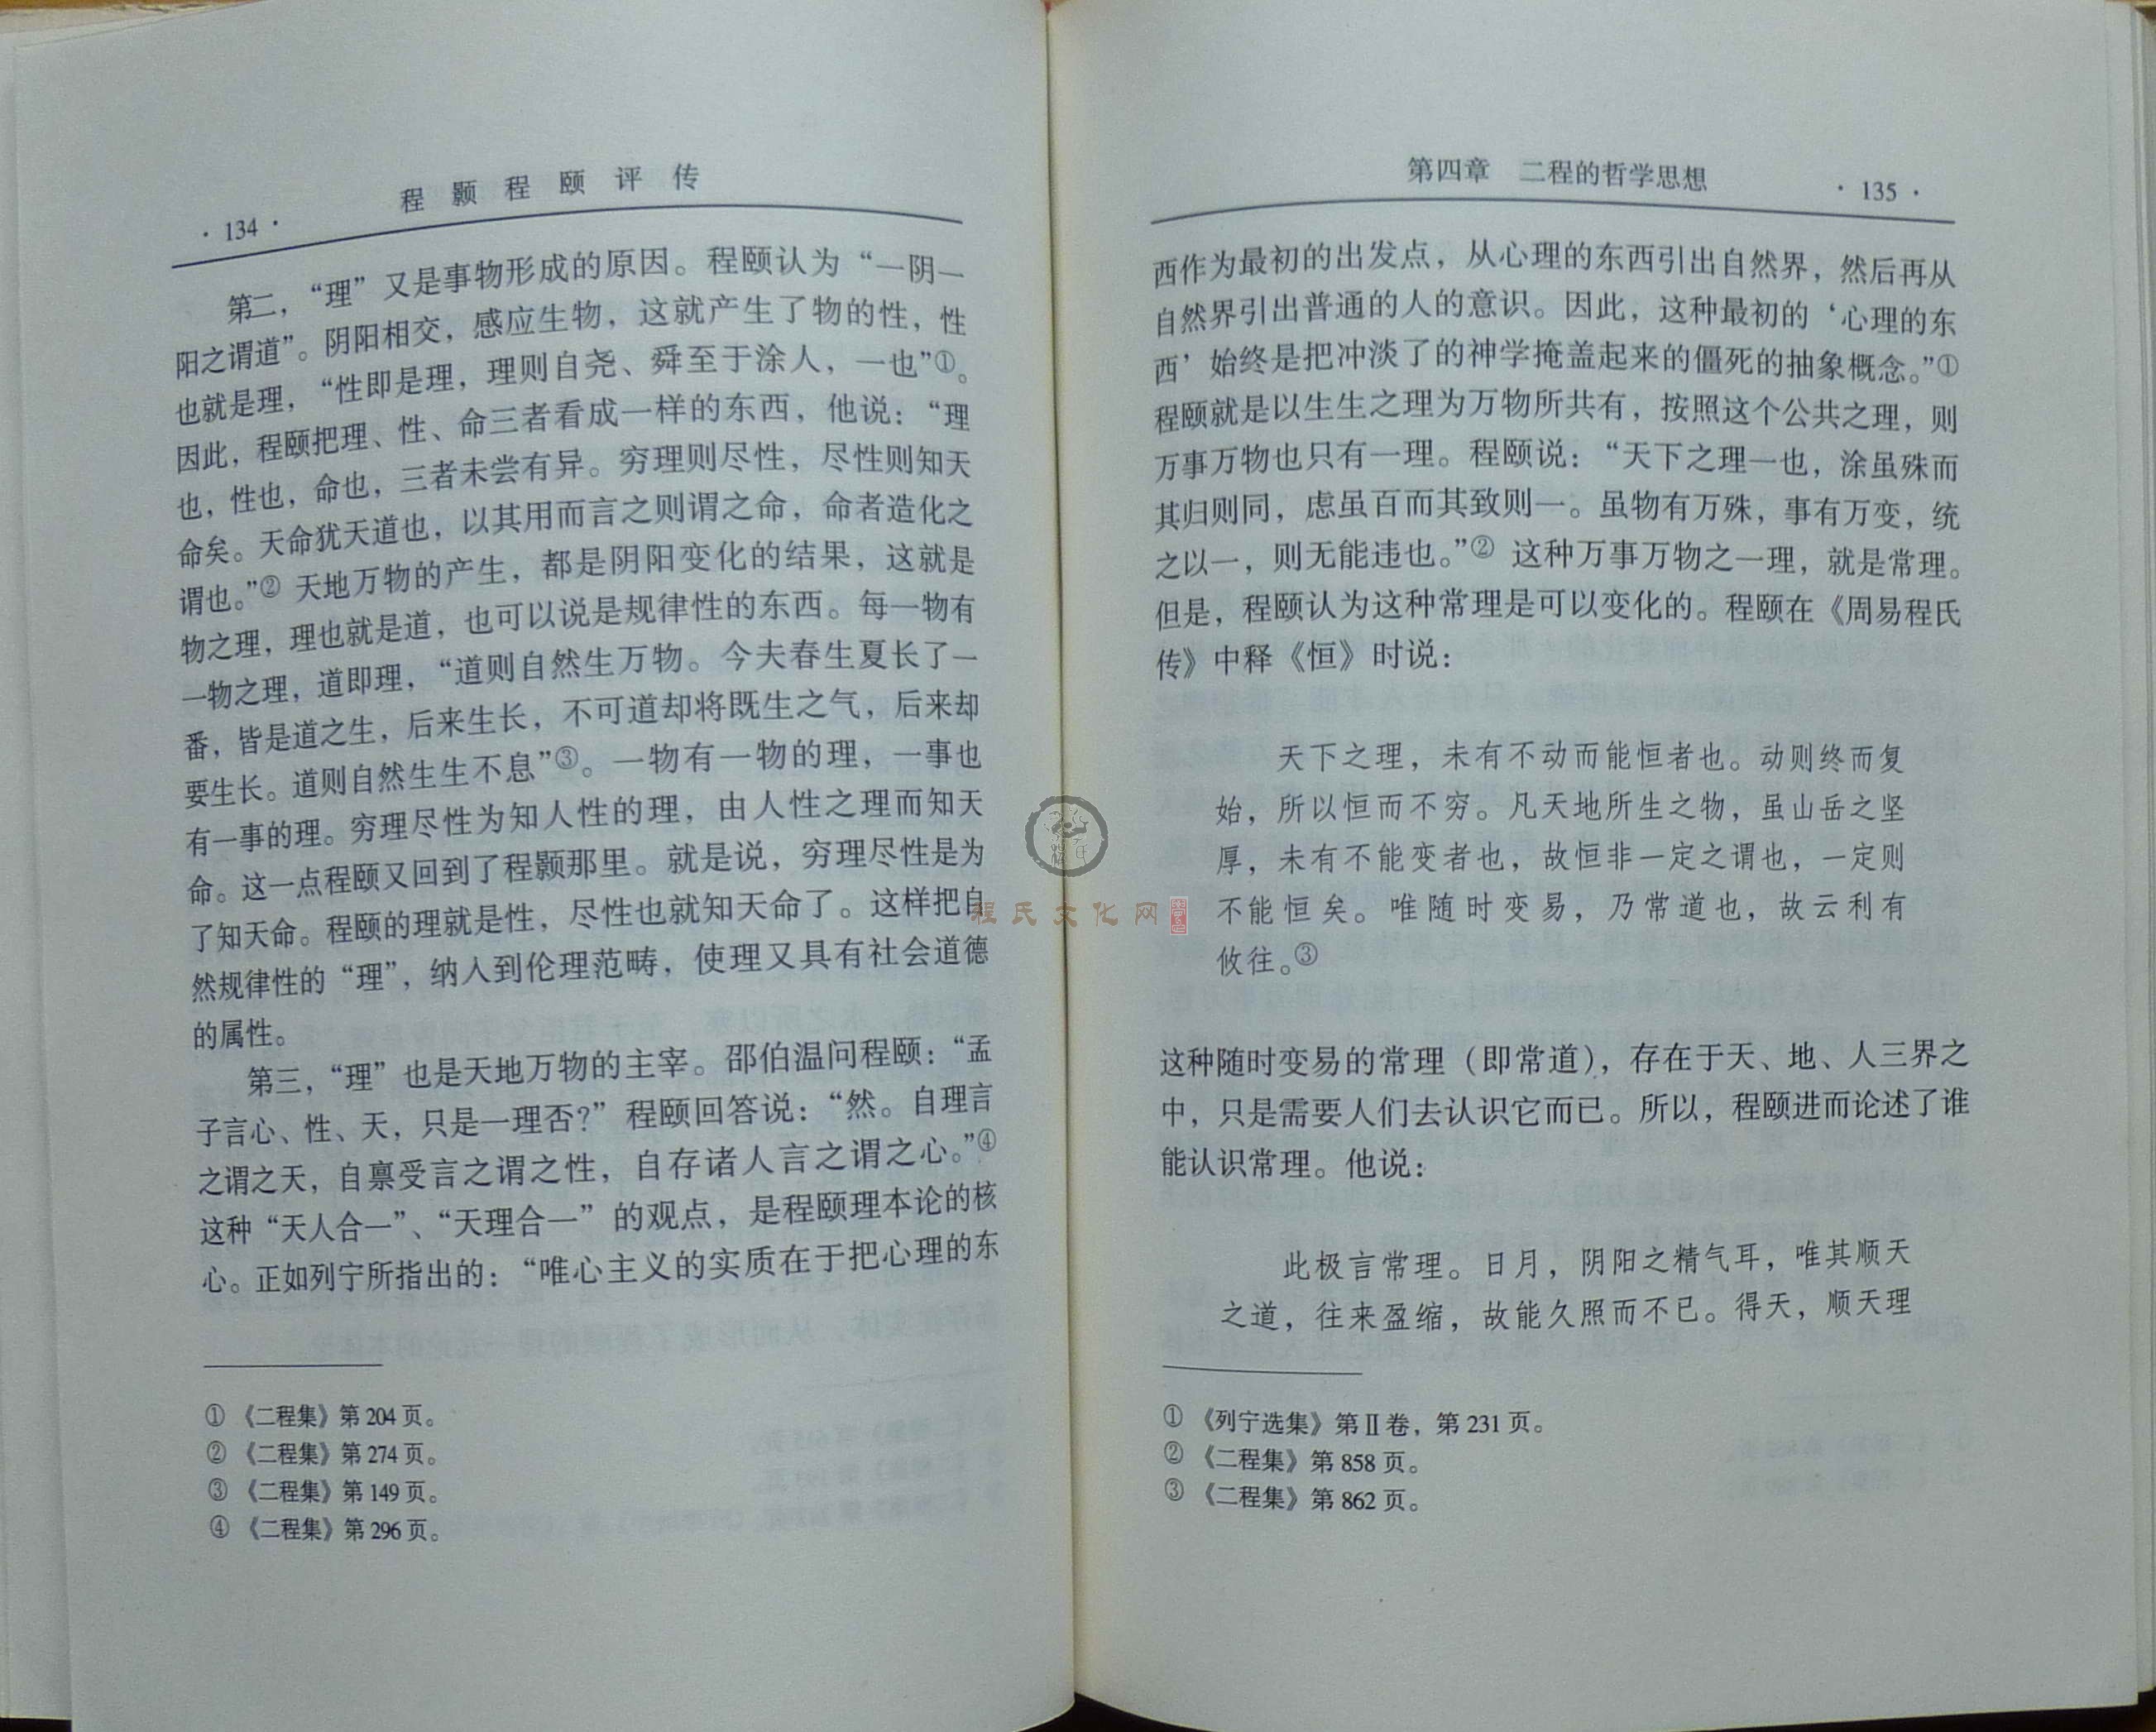 · 134 ·
程颢程颐评传
第二，“理”又是事物形成的原因。程颐认为“一阴一
阳之谓道”。阴阳相交，感应生物，这就产生了物的性，性
也就是理，“性即是理，理则自尧、舜至于涂人，一也”①。
因此，程颐把理、性、命三者看成一样的东西，他说：“理
也，性也，命也，三者未尝有异。穷理则尽性，尽性则知天
命矣。天命犹天道也，以其用而言之则谓之命，命者造化之
谓也。”② 天地万物的产生，都是阴阳变化的结果，这就是
物之理，理也就是道，也可以说是规律性的东西。每一物有
一物之理，道即理，“道则自然生万物。今夫春生夏长了一
番，皆是道之生，后来生长，不可道却将既生之气，后来却
要生长。道则自然生生不息”③。一物有一物的理，一事也
有一事的理。穷理尽性为知人性的理，由人性之理而知天
命。这一点程颐又回到了程颢那里。就是说，穷理尽性是为
了知天命。程颐的理就是性，尽性也就知天命了。这样把自
然规律性的“理”，纳入到伦理范畴，使理又具有社会道德
的属性。
第三，“理”也是天地万物的主宰。邵伯温问程颐：“孟
子言心、性、天，只是一理否？”程颐回答说：“然。自理言
之谓之天，自禀受言之谓之性，自存诸人言之谓之心。”④
这种“天人合一”、“天理合一”的观点，是程颐理本论的核
心。正如列宁所指出的：“唯心主义的实质在于把心理的东
① 《二程集》第 204 页。
② 《二程集》第 274 页。
③ 《二程集》第 149 页。
④ 《二程集》第 296 页。
第四章 二程的哲学思想
· 135 ·
西作为最初的出发点，从心理的东西引出自然界，然后再从
自然界引出普通的人的意识。因此，这种最初的‘心理的东
西’始终是把冲淡了的神学掩盖起来的僵死的抽象概念。”①
程颐就是以生生之理为万物所共有，按照这个公共之理，则
万事万物也只有一理。程颐说：“天下之理一也，涂虽殊而
其归则同，虑虽百而其致则一。虽物有万殊，事有万变，统
之以一，则无能违也。”② 这种万事万物之一理，就是常理。
但是，程颐认为这种常理是可以变化的。程颐在《周易程氏
传》中释《恒》时说：
天下之理，未有不动而能恒者也。动则终而复
始，所以恒而不穷。凡天地所生之物，虽山岳之坚
厚，未有不能变者也，故恒非一定之谓也，一定则
不能恒矣。唯随时变易，乃常道也，故云利有
攸往。③
这种随时变易的常理（即常道），存在于天、地、人三界之
中，只是需要人们去认识它而已。所以，程颐进而论述了谁
能认识常理。他说：
此极言常理。日月，阴阳之精气耳，唯其顺天
之道，往来盈缩，故能久照而不已。得天，顺天理
① 《列宁选集》第Ⅱ卷，第 231 页。
② 《二程集》第 858 页。
③ 《二程集》第 862 页。
程氏文化网